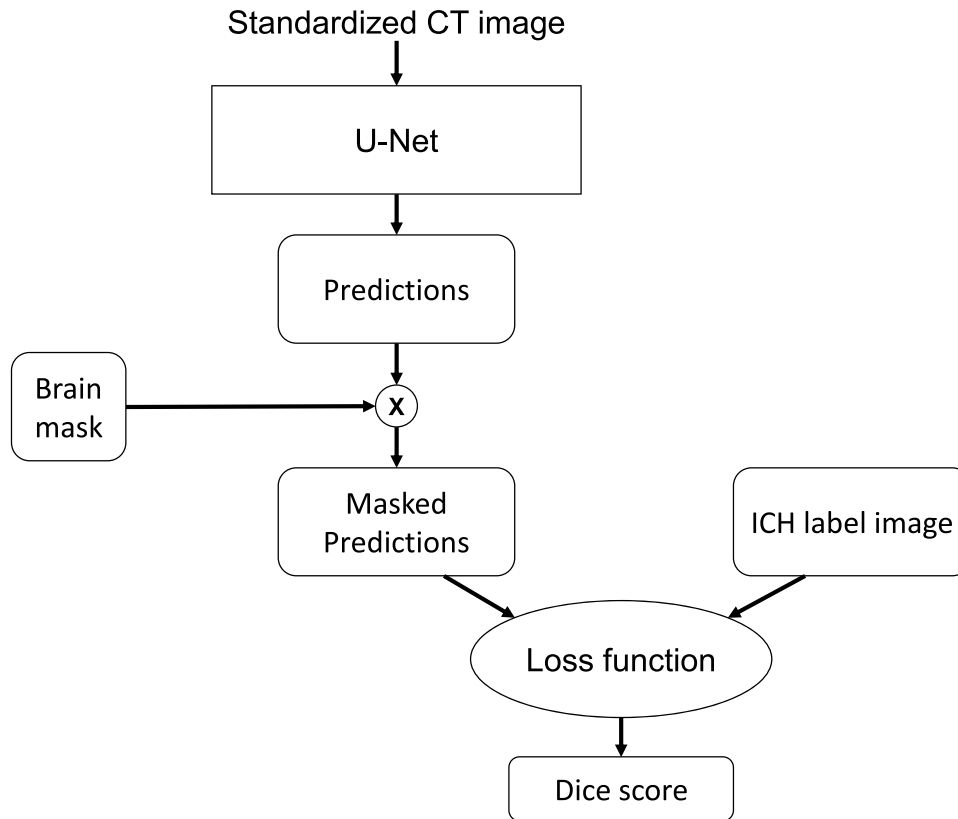 Standardized CT image
U-Net
Predictions
Brain
mask
X
Masked
Predictions
ICH label image
Loss function
Dice score